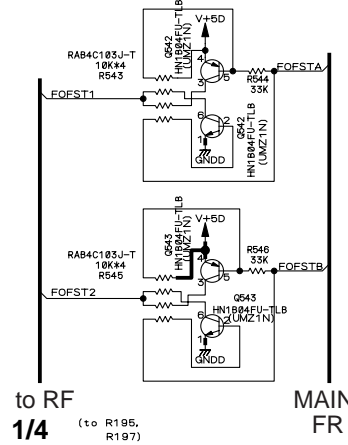 V+5D
RAB4C103J-T
10K*4
R543
Q542
HN1B04FU-TLB
(UMZ1N)
4
5
3
R544
33K
FOFSTA
FOFST1
6
2
1
GNDD
Q542
HN1B04FU-TLB
(UMZ1N)
V+5D
RAB4C103J-T
10K*4
R545
Q543
HN1B04FU-TLB
(UMZ1N)
4
5
3
R546
33K
FOFSTB
FOFST2
Q543
HN1B04FU-TLB
(UMZ1N)
6
2
1
GNDD
to RF
MAIN
1/4
(to R195,
R197)
FR